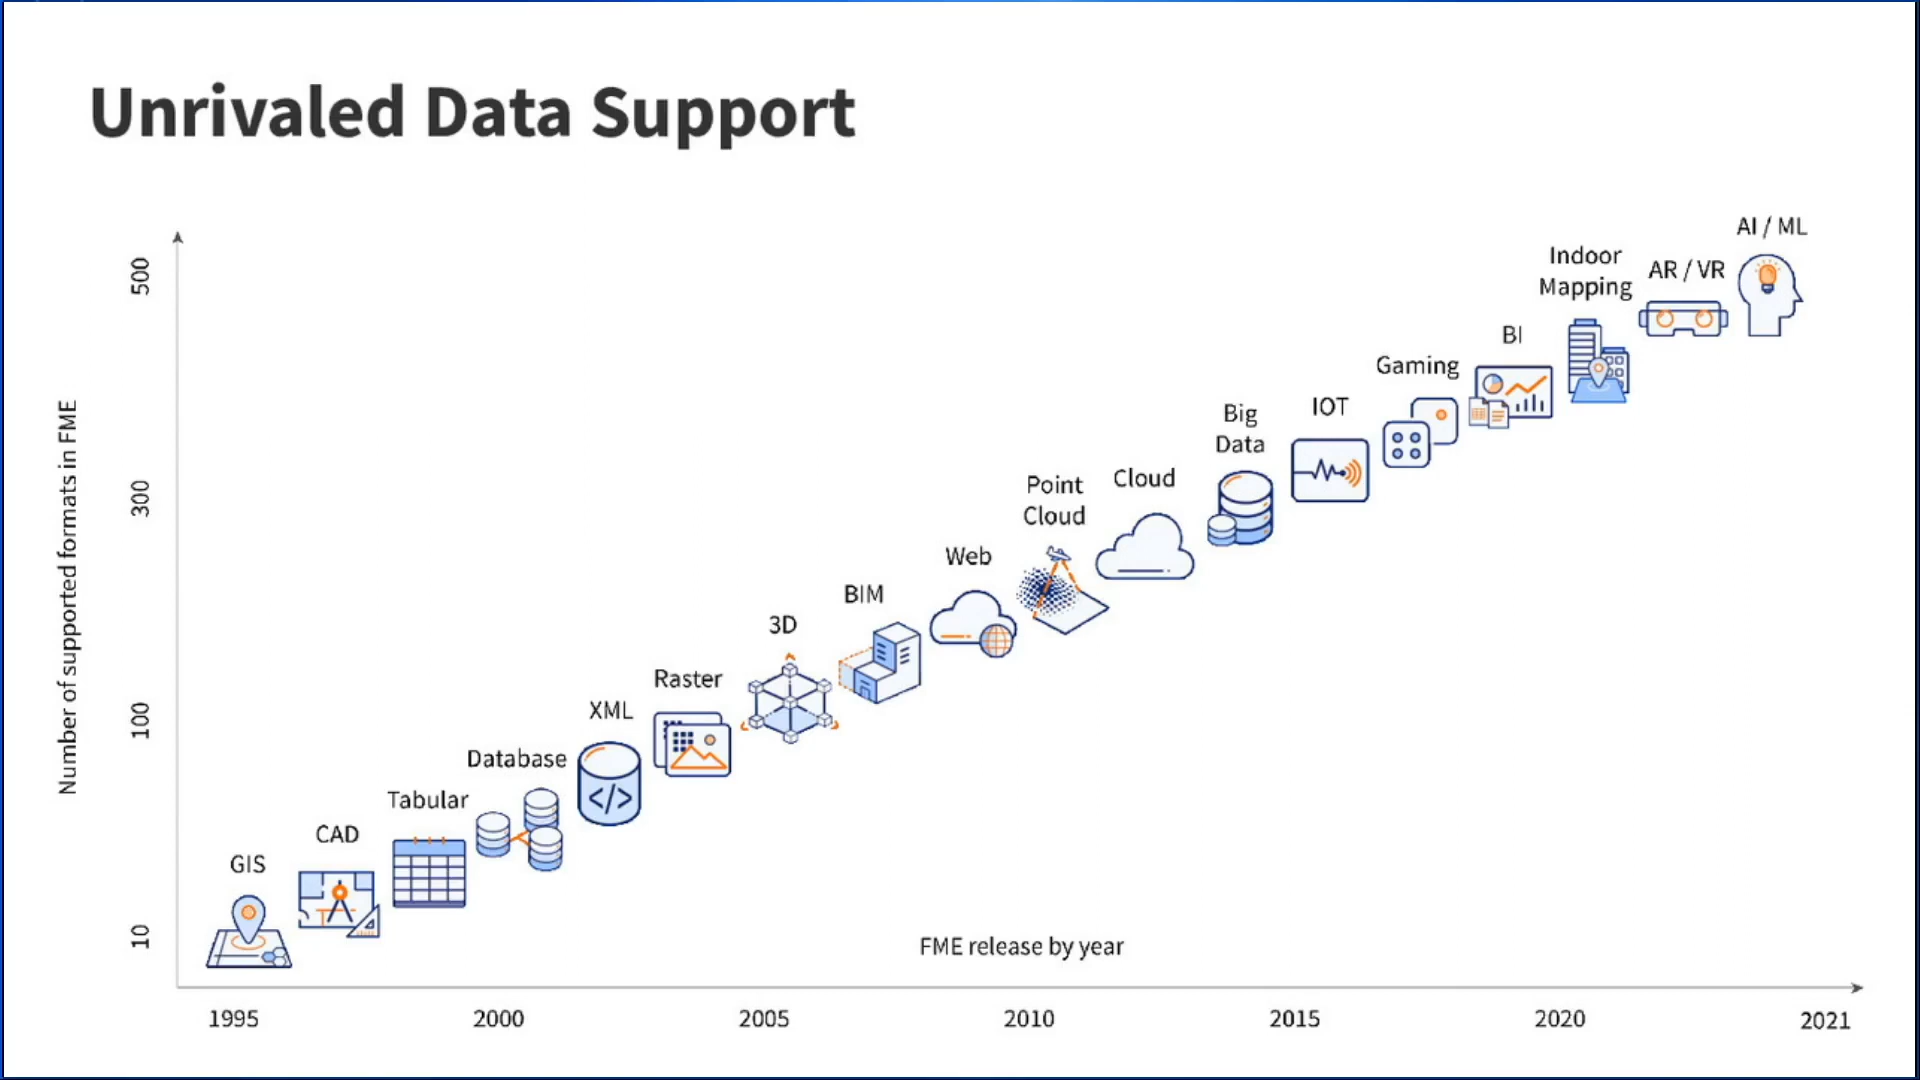 Unrivaled Data Support
Number of supported formats in FME
500
300
100
10
GIS
CAD
Tabular
Database
XML
Raster
3D
BIM
Web
Point
Cloud
Cloud
Big
Data
IOT
Gaming
BI
Indoor
Mapping
AR / VR
AI / ML
</>
FME release by year
1995
2000
2005
2010
2015
2020
2021